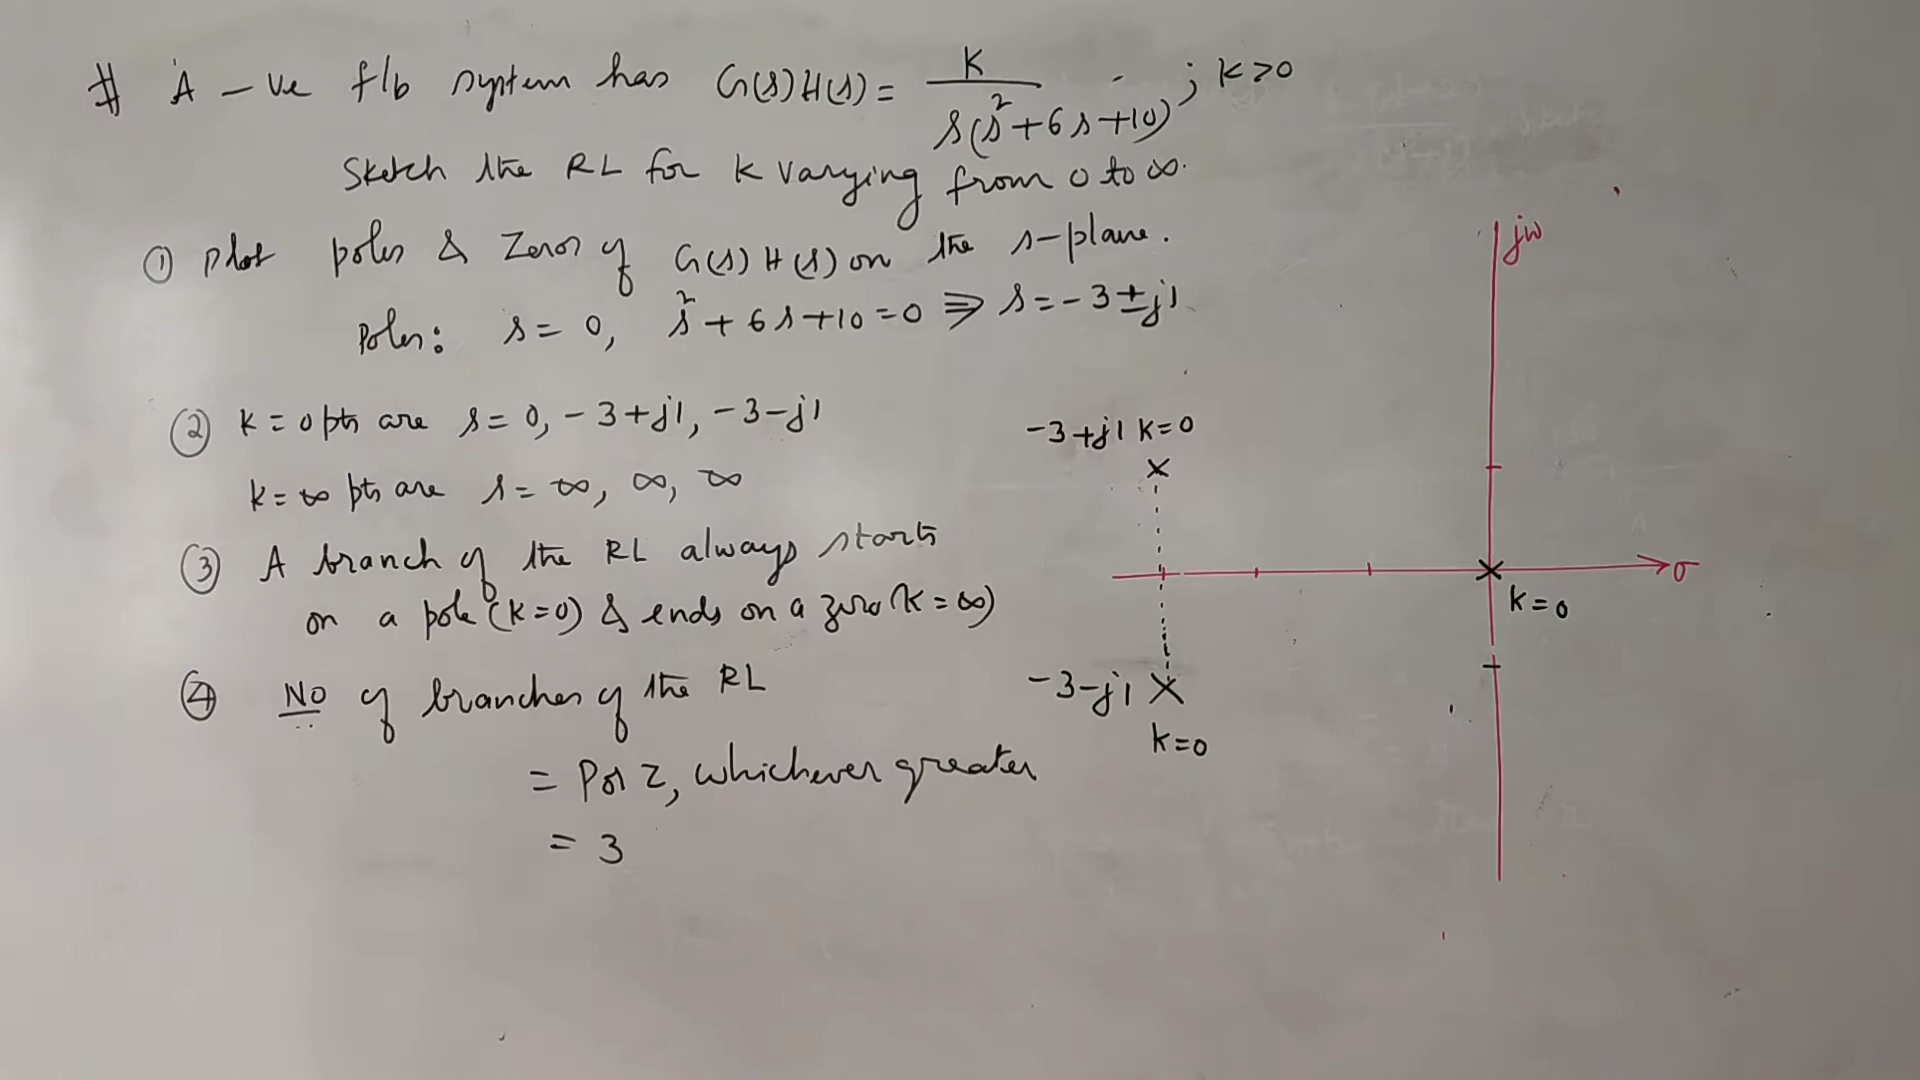 # A -ve f/b system has G(s)H(s) = K / s(s²+6s+10) ; K>0
Sketch the RL for K varying from 0 to ∞.
① Plot poles & Zeros of G(s)H(s) on the s-plane.
Poles: s = 0, s²+6s+10=0 ⇒ s=-3±j1
② K=0 pts are s=0, -3+j1, -3-j1
K=∞ pts are s=∞, ∞, ∞
③ A branch of the RL always starts
on a pole (K=0) & ends on a zero (K=∞)
④ NO of branches of the RL
= P or Z, whichever greater
= 3
jω
-3+j1 K=0
σ
K=0
-3-j1
K=0